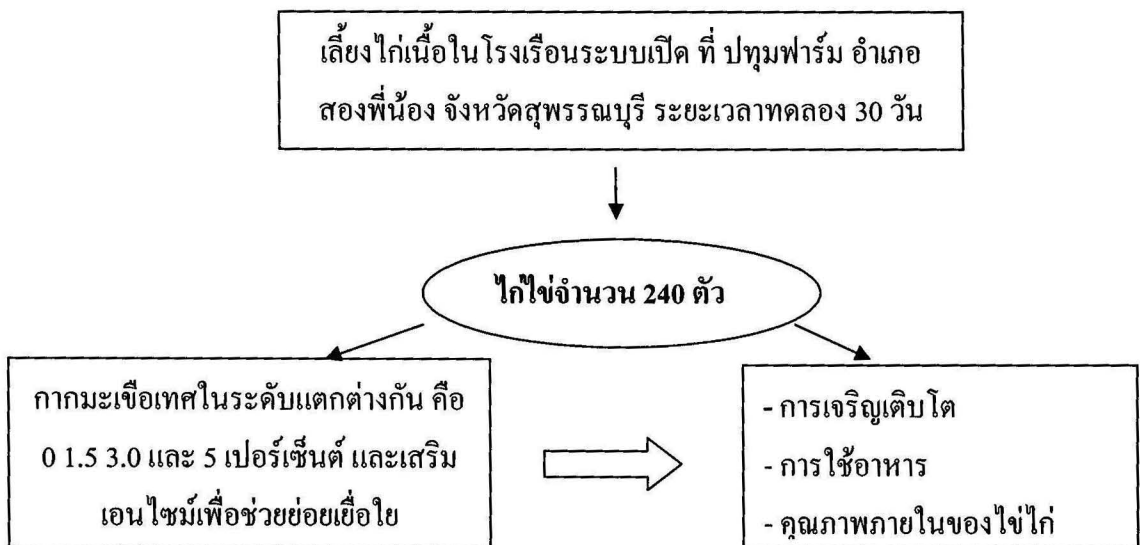 เลี้ยงไก่เนื้อในโรงเรือนระบบเปิด ที่ ปทุมฟาร์ม อำเภอ
สองพี่น้อง จังหวัดสุพรรณบุรี ระยะเวลาทดลอง 30 วัน
ไก่ไข่จำนวน 240 ตัว
กากมะเขือเทศในระดับแตกต่างกัน คือ
0 1.5 3.0 และ 5 เปอร์เซ็นต์ และเสริม
เอนไซม์เพื่อช่วยย่อยเยื่อใย
- การเจริญเติบโต
- การใช้อาหาร
- คุณภาพภายในของไข่ไก่